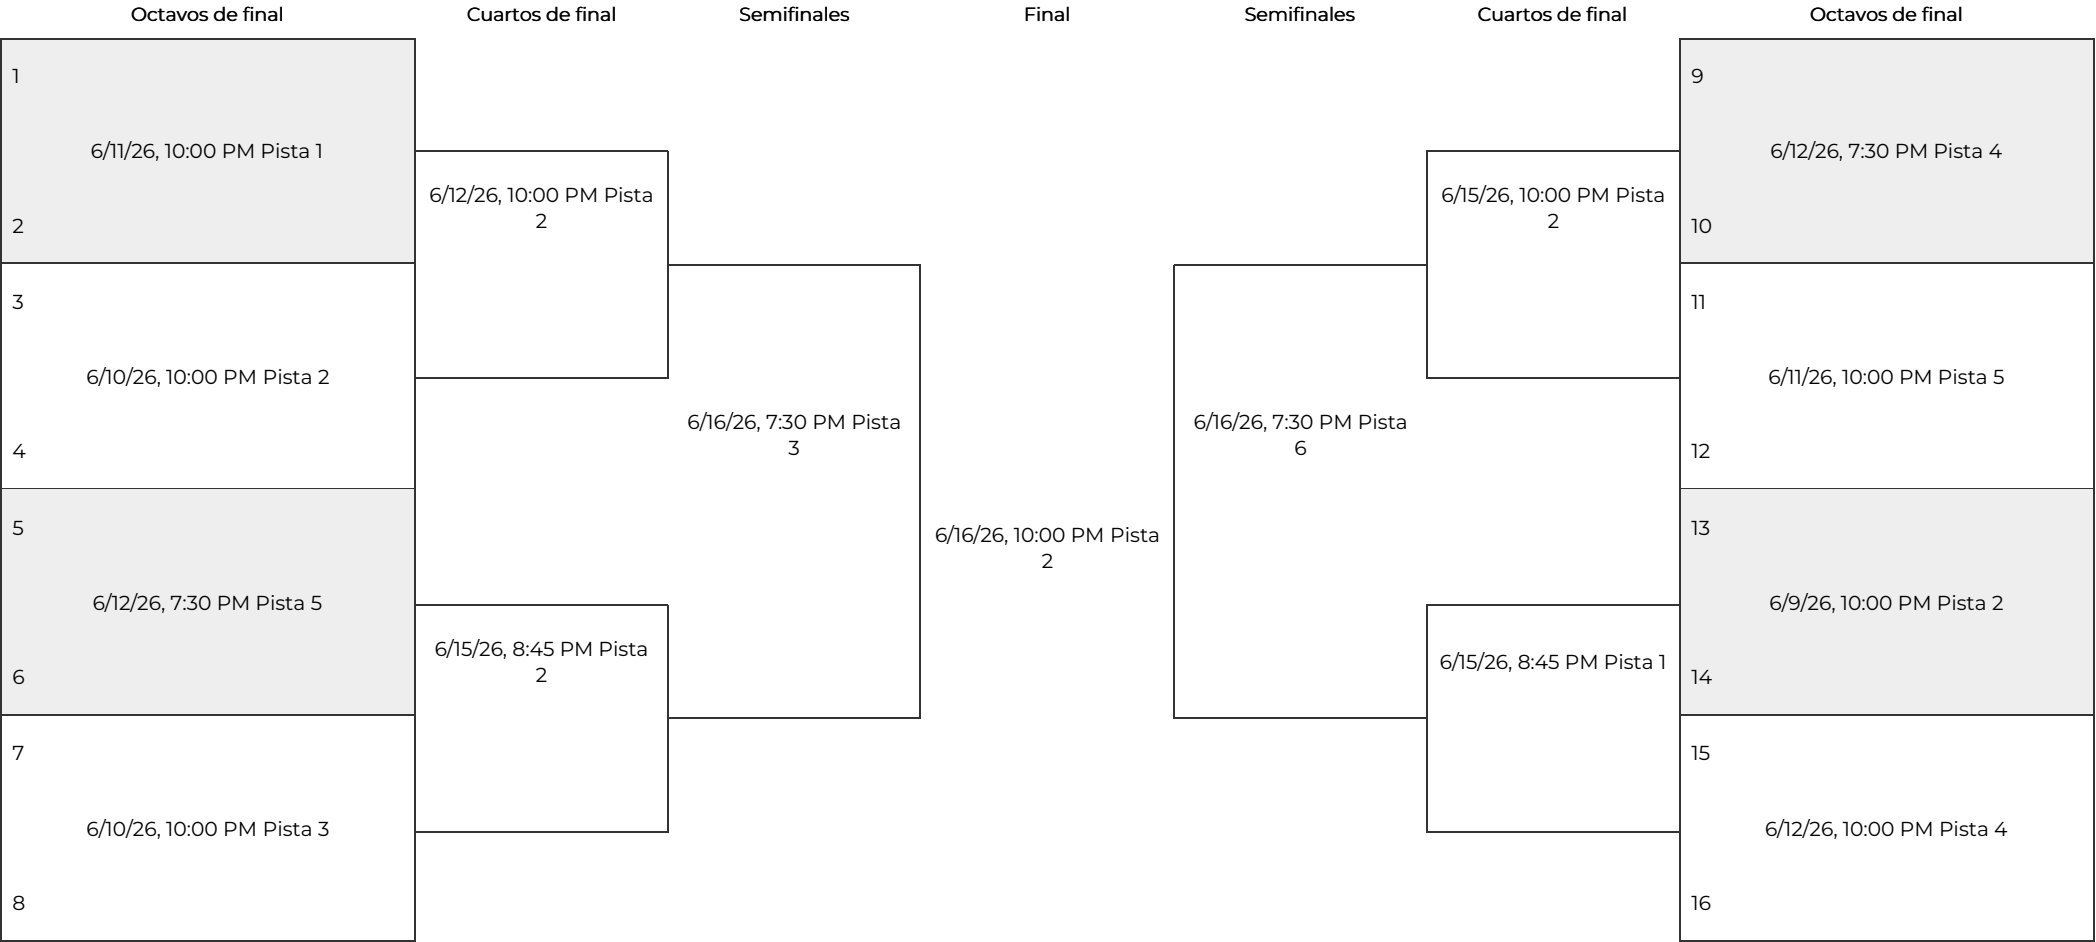 Octavos de final
Cuartos de final
Semifinales
Final
Semifinales
Cuartos de final
Octavos de final
1
6/11/26, 10:00 PM Pista 1
2
3
6/10/26, 10:00 PM Pista 2
4
5
6/12/26, 7:30 PM Pista 5
6
7
6/10/26, 10:00 PM Pista 3
8
6/12/26, 10:00 PM Pista
2
6/15/26, 8:45 PM Pista
2
6/16/26, 7:30 PM Pista
3
6/16/26, 10:00 PM Pista
2
6/16/26, 7:30 PM Pista
6
6/15/26, 10:00 PM Pista
2
6/15/26, 8:45 PM Pista 1
9
6/12/26, 7:30 PM Pista 4
10
11
6/11/26, 10:00 PM Pista 5
12
13
6/9/26, 10:00 PM Pista 2
14
15
6/12/26, 10:00 PM Pista 4
16